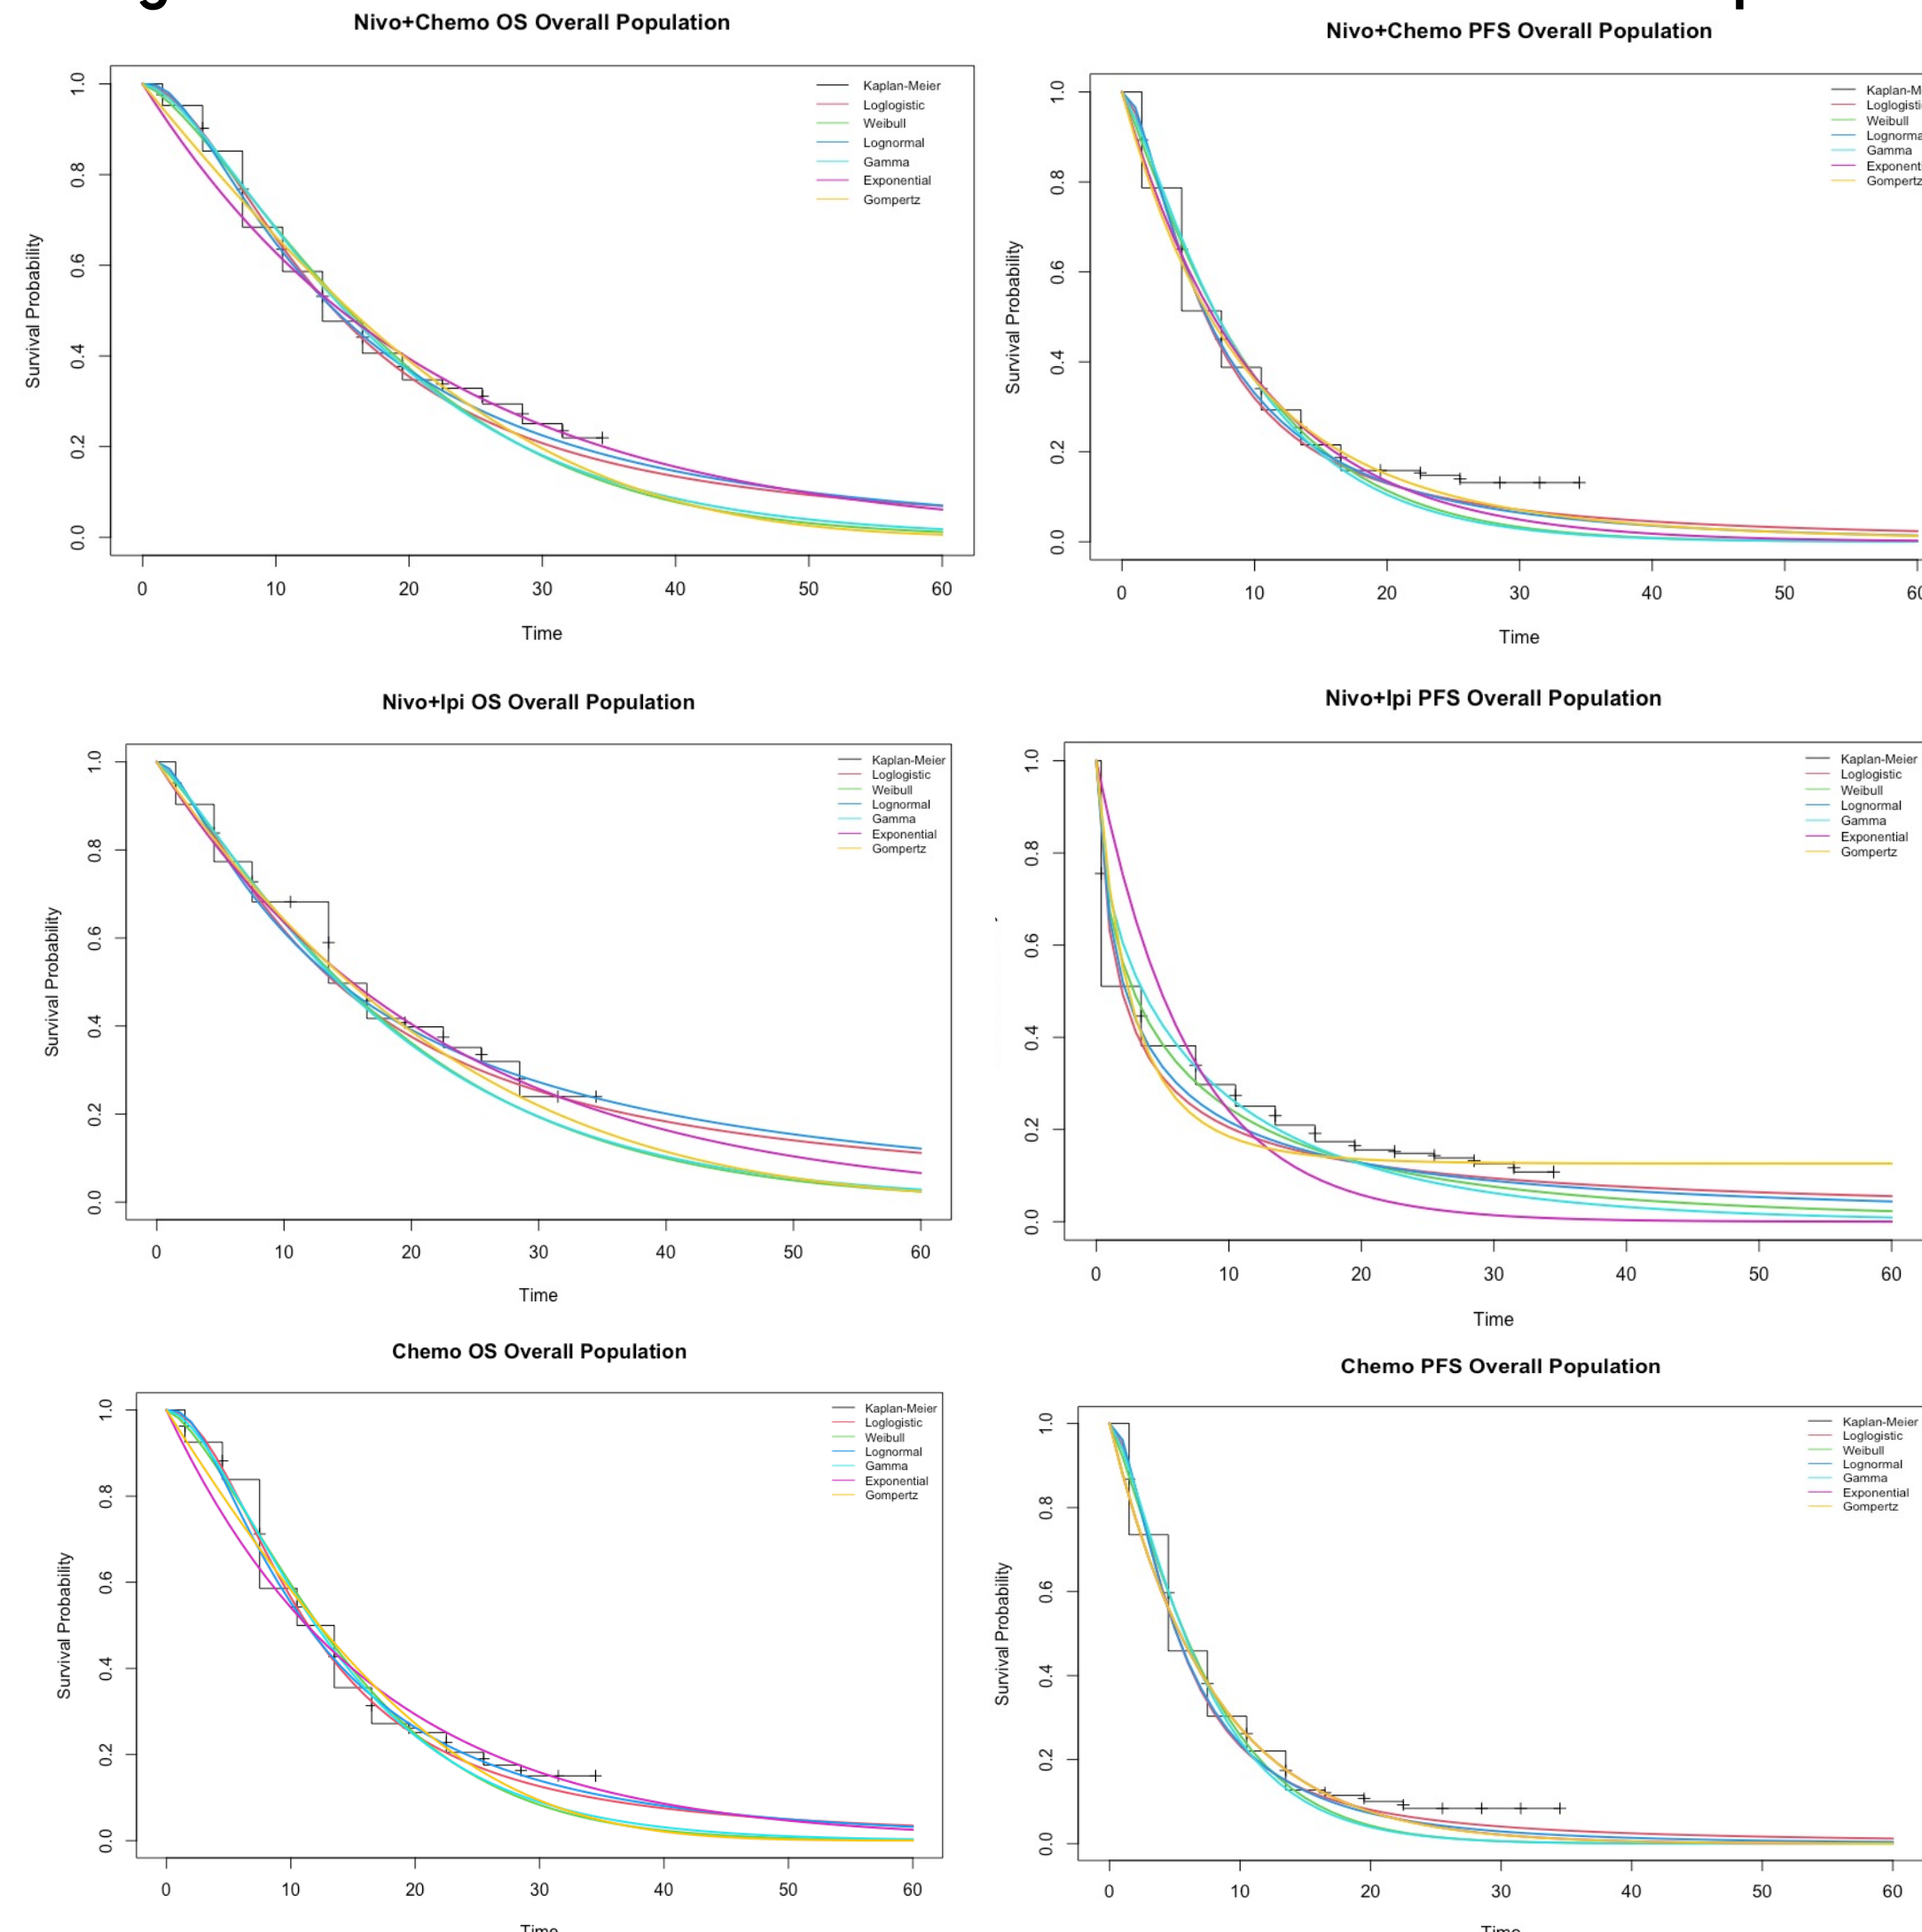 Nivo+Chemo OS Overall Population
Kaplan-Meier
Loglogistic
Weibull
Lognormal
Gamma
Exponential
Gompertz
Survival Probability
1.0
0.8
0.6
0.4
0.2
0.0
0 10 20 30 40 50 60
Time
Nivo+Chemo PFS Overall Population
Kaplan-M
Loglogisti
Weibull
Lognorma
Gamma
Exponent
Gompertz
Survival Probability
1.0
0.8
0.6
0.4
0.2
0.0
0 10 20 30 40 50 60
Time
Nivo+Ipi OS Overall Population
Kaplan-Meier
Loglogistic
Weibull
Lognormal
Gamma
Exponential
Gompertz
Survival Probability
1.0
0.8
0.6
0.4
0.2
0.0
0 10 20 30 40 50 60
Time
Nivo+Ipi PFS Overall Population
Kaplan-Meier
Loglogistic
Weibull
Lognormal
Gamma
Exponential
Gompertz
1.0
0.8
0.6
0.4
0.2
0.0
0 10 20 30 40 50 60
Time
Chemo OS Overall Population
Kaplan-Meier
Loglogistic
Weibull
Lognormal
Gamma
Exponential
Gompertz
Survival Probability
1.0
0.8
0.6
0.4
0.2
0.0
0 10 20 30 40 50 60
Time
Chemo PFS Overall Population
Kaplan-Meier
Loglogistic
Weibull
Lognormal
Gamma
Exponential
Gompertz
Survival Probability
1.0
0.8
0.6
0.4
0.2
0.0
0 10 20 30 40 50 60
Time